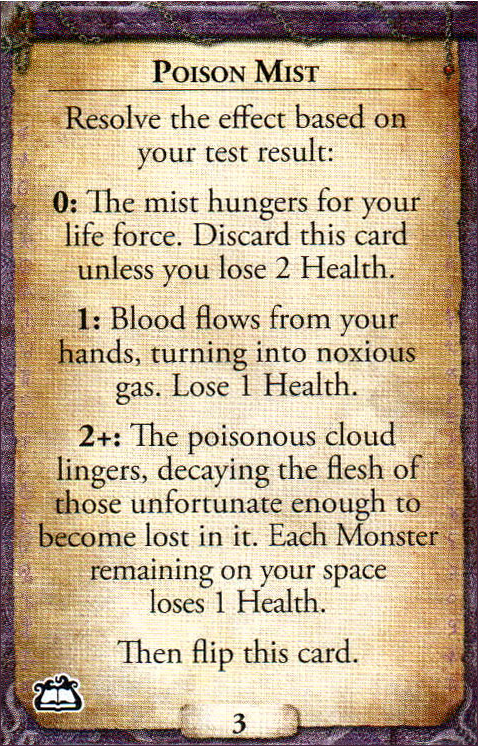 POISON MIST
Resolve the effect based on
your test result:
0: The mist hungers for your
life force. Discard this card
unless you lose 2 Health.
1: Blood flows from your
hands, turning into noxious
gas. Lose 1 Health.
2+: The poisonous cloud
lingers, decaying the flesh of
those unfortunate enough to
become lost in it. Each Monster
remaining on your space
loses 1 Health.
Then flip this card.
3